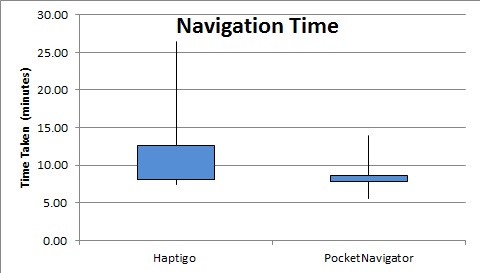 Navigation Time
Time Taken (minutes)
30.00
25.00
20.00
15.00
10.00
5.00
0.00
Haptigo
PocketNavigator